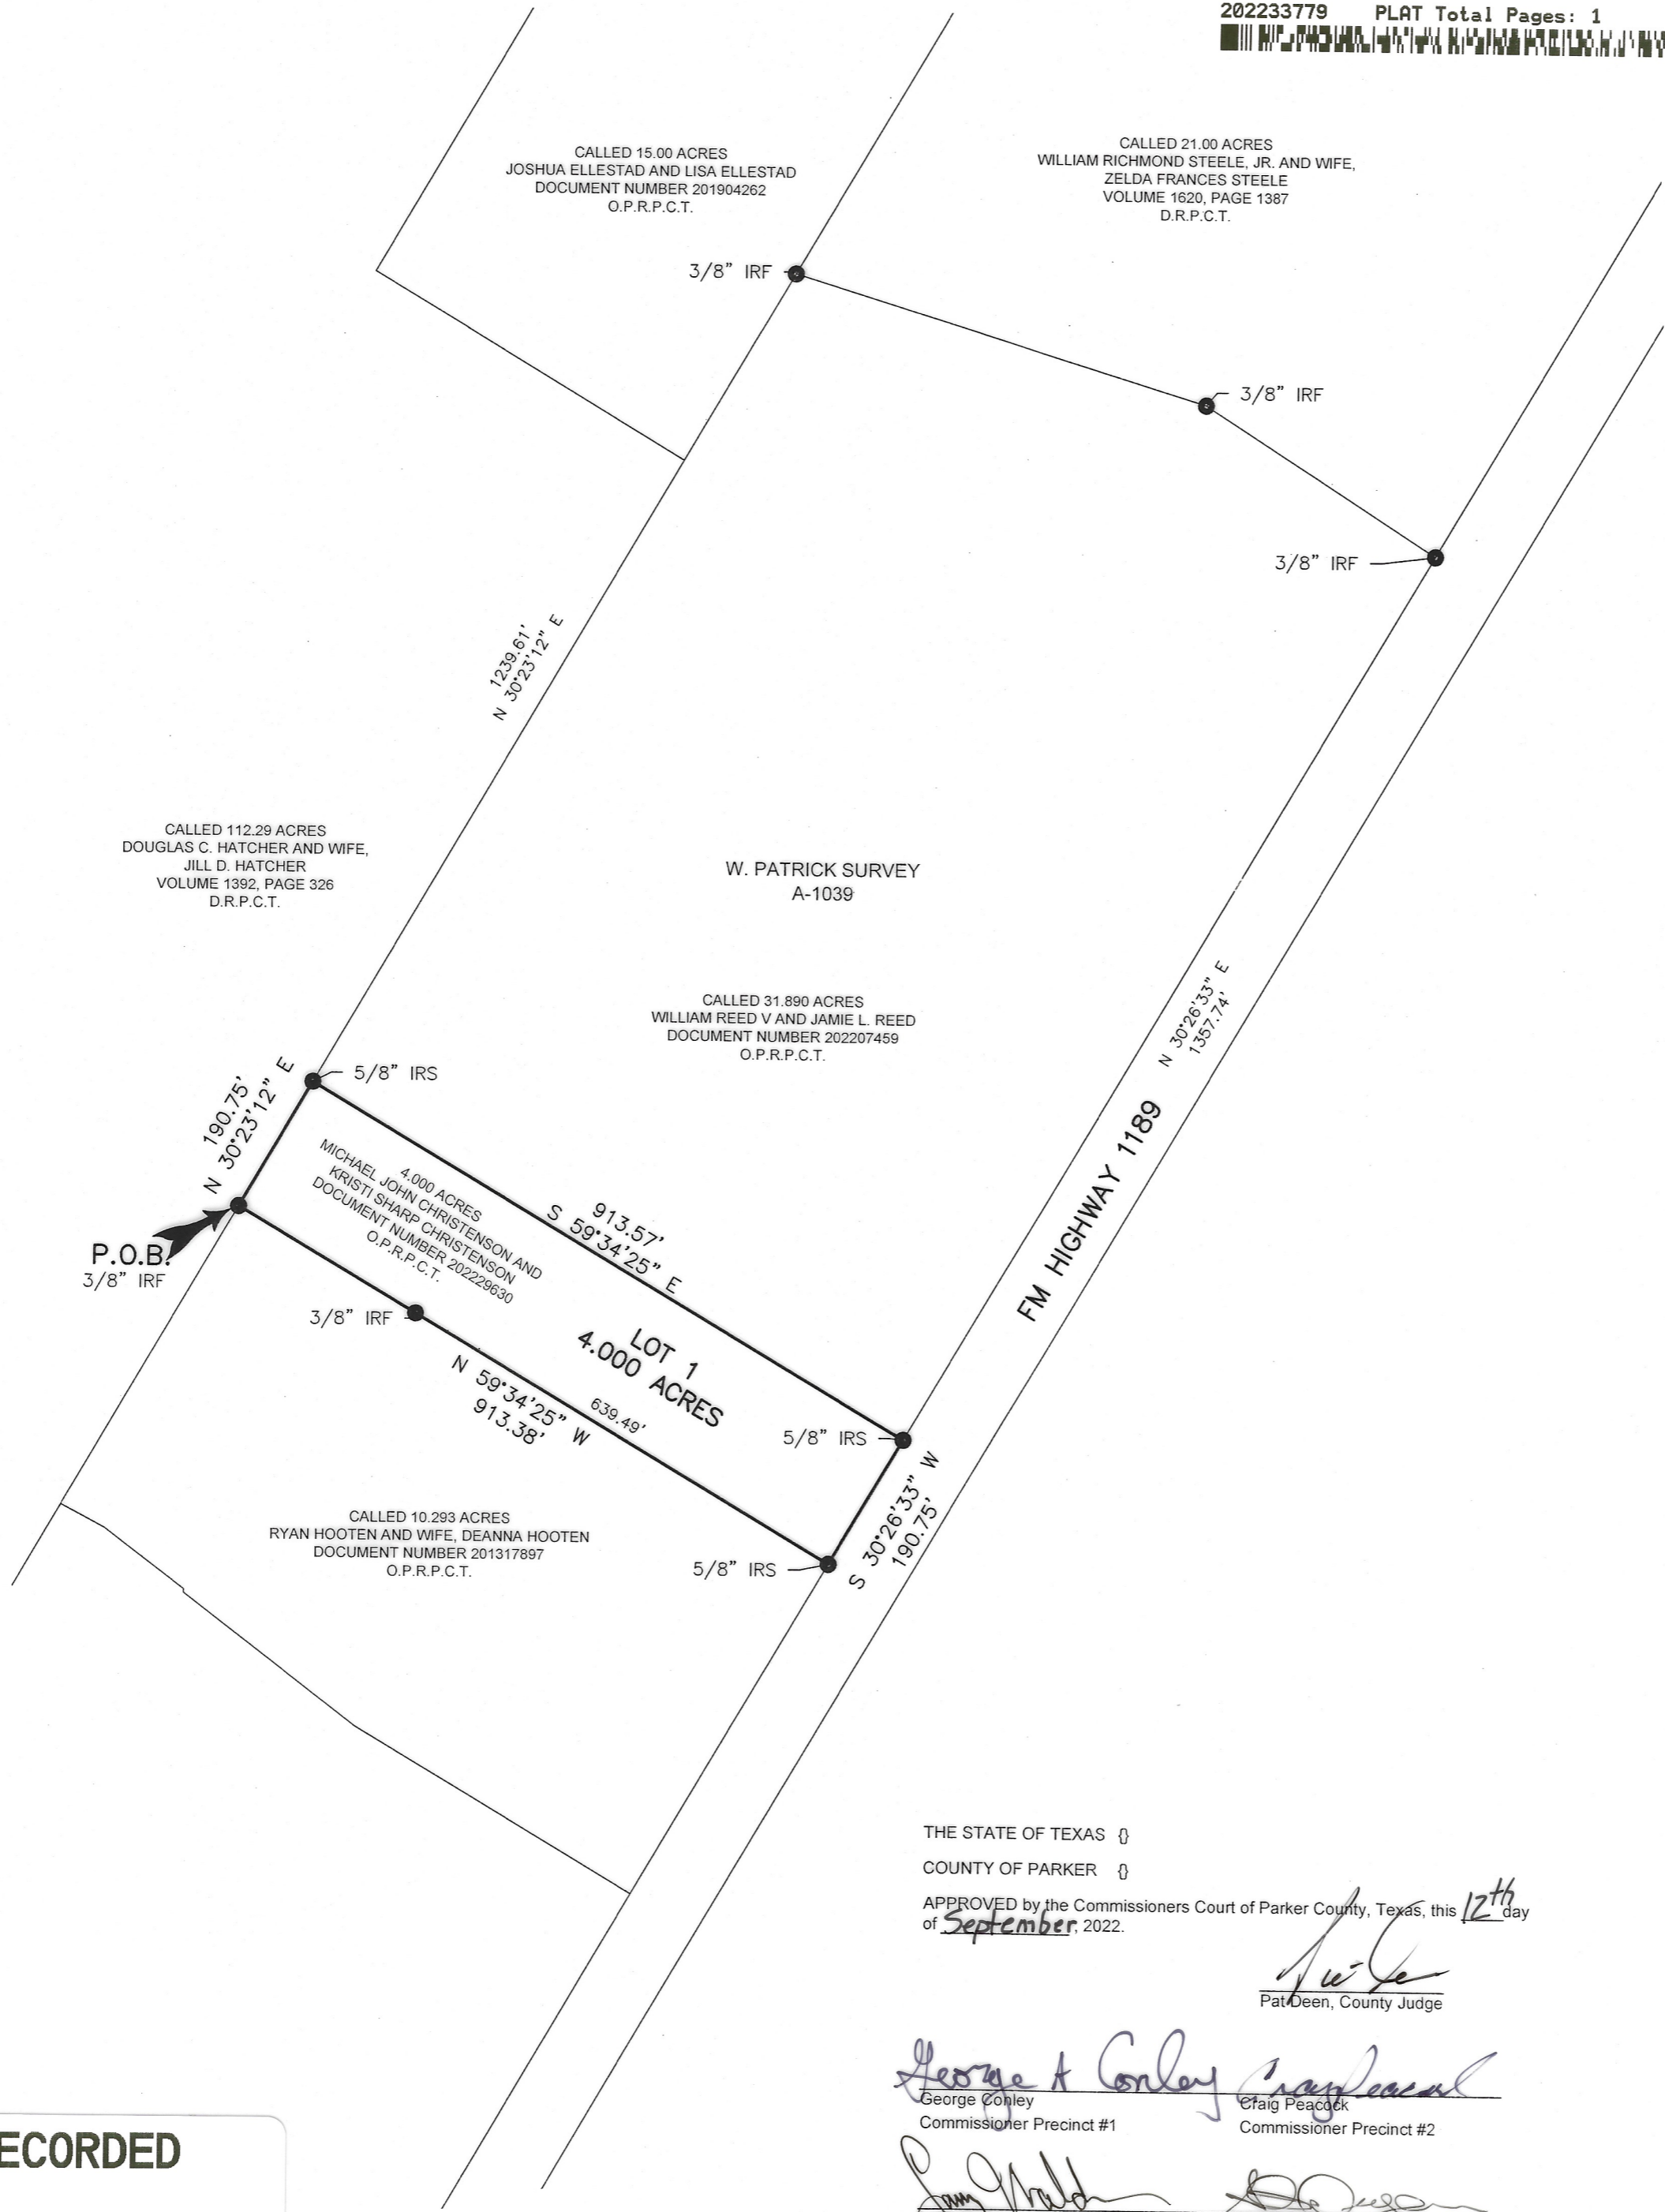 202233779 PLAT Total Pages: 1
CALLED 15.00 ACRES
JOSHUA ELLESTAD AND LISA ELLESTAD
DOCUMENT NUMBER 201904262
O.P.R.P.C.T.
CALLED 21.00 ACRES
WILLIAM RICHMOND STEELE, JR. AND WIFE,
ZELDA FRANCES STEELE
VOLUME 1620, PAGE 1387
D.R.P.C.T.
3/8" IRF
3/8" IRF
3/8" IRF
1239.61'
N 30°23'12" E
CALLED 112.29 ACRES
DOUGLAS C. HATCHER AND WIFE,
JILL D. HATCHER
VOLUME 1392, PAGE 326
D.R.P.C.T.
W. PATRICK SURVEY
A-1039
CALLED 31.890 ACRES
WILLIAM REED V AND JAMIE L. REED
DOCUMENT NUMBER 202207459
O.P.R.P.C.T.
N 30°26'33" E
1357.74'
FM HIGHWAY 1189
5/8" IRS
190.75'
N 30°23'12" E
4.000 ACRES
MICHAEL JOHN CHRISTENSON AND
KRISTI SHARP CHRISTENSON
DOCUMENT NUMBER 202229630
O.P.R.P.C.T.
913.57'
S 59°34'25" E
P.O.B.
3/8" IRF
3/8" IRF
LOT 1
4.000 ACRES
N 59°34'25" W
913.38'
639.49'
5/8" IRS
S 30°26'33" W
190.75'
5/8" IRS
CALLED 10.293 ACRES
RYAN HOOTEN AND WIFE, DEANNA HOOTEN
DOCUMENT NUMBER 201317897
O.P.R.P.C.T.
THE STATE OF TEXAS {}
COUNTY OF PARKER {}
APPROVED by the Commissioners Court of Parker County, Texas, this 12th day
of September, 2022.
Pat Deen, County Judge
George A Conley Craig Peacock
George Conley Craig Peacock
Commissioner Precinct #1 Commissioner Precinct #2
ECORDED